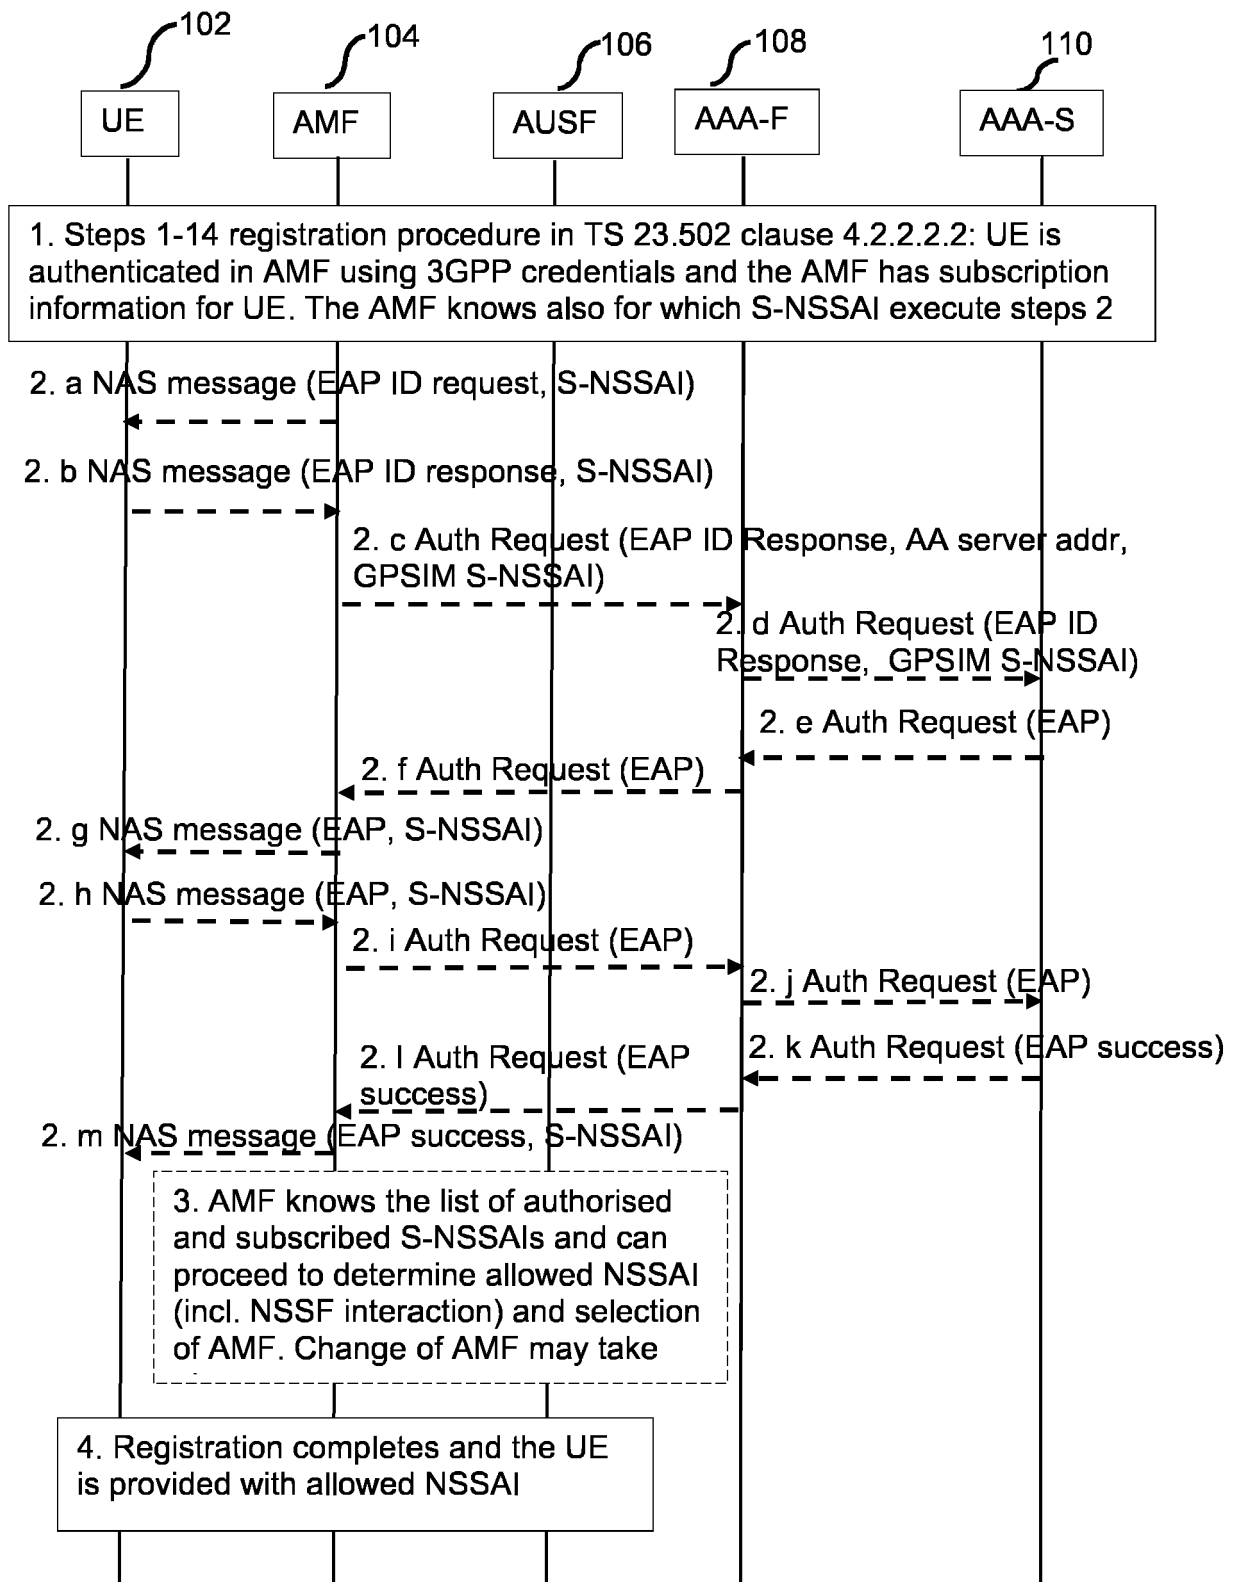 102
104
106
108
110
UE
AMF
AUSF
AAA-F
AAA-S
1. Steps 1-14 registration procedure in TS 23.502 clause 4.2.2.2.2: UE is
authenticated in AMF using 3GPP credentials and the AMF has subscription
information for UE. The AMF knows also for which S-NSSAI execute steps 2
2. a NAS message (EAP ID request, S-NSSAI)
2. b NAS message (EAP ID response, S-NSSAI)
2. c Auth Request (EAP ID Response, AA server addr,
GPSIM S-NSSAI)
2. d Auth Request (EAP ID
Response, GPSIM S-NSSAI)
2. e Auth Request (EAP)
2. f Auth Request (EAP)
2. g NAS message (EAP, S-NSSAI)
2. h NAS message (EAP, S-NSSAI)
2. i Auth Request (EAP)
2. j Auth Request (EAP)
2. k Auth Request (EAP success)
2. l Auth Request (EAP
success)
2. m NAS message (EAP success, S-NSSAI)
3. AMF knows the list of authorised
and subscribed S-NSSAIs and can
proceed to determine allowed NSSAI
(incl. NSSF interaction) and selection
of AMF. Change of AMF may take
4. Registration completes and the UE
is provided with allowed NSSAI